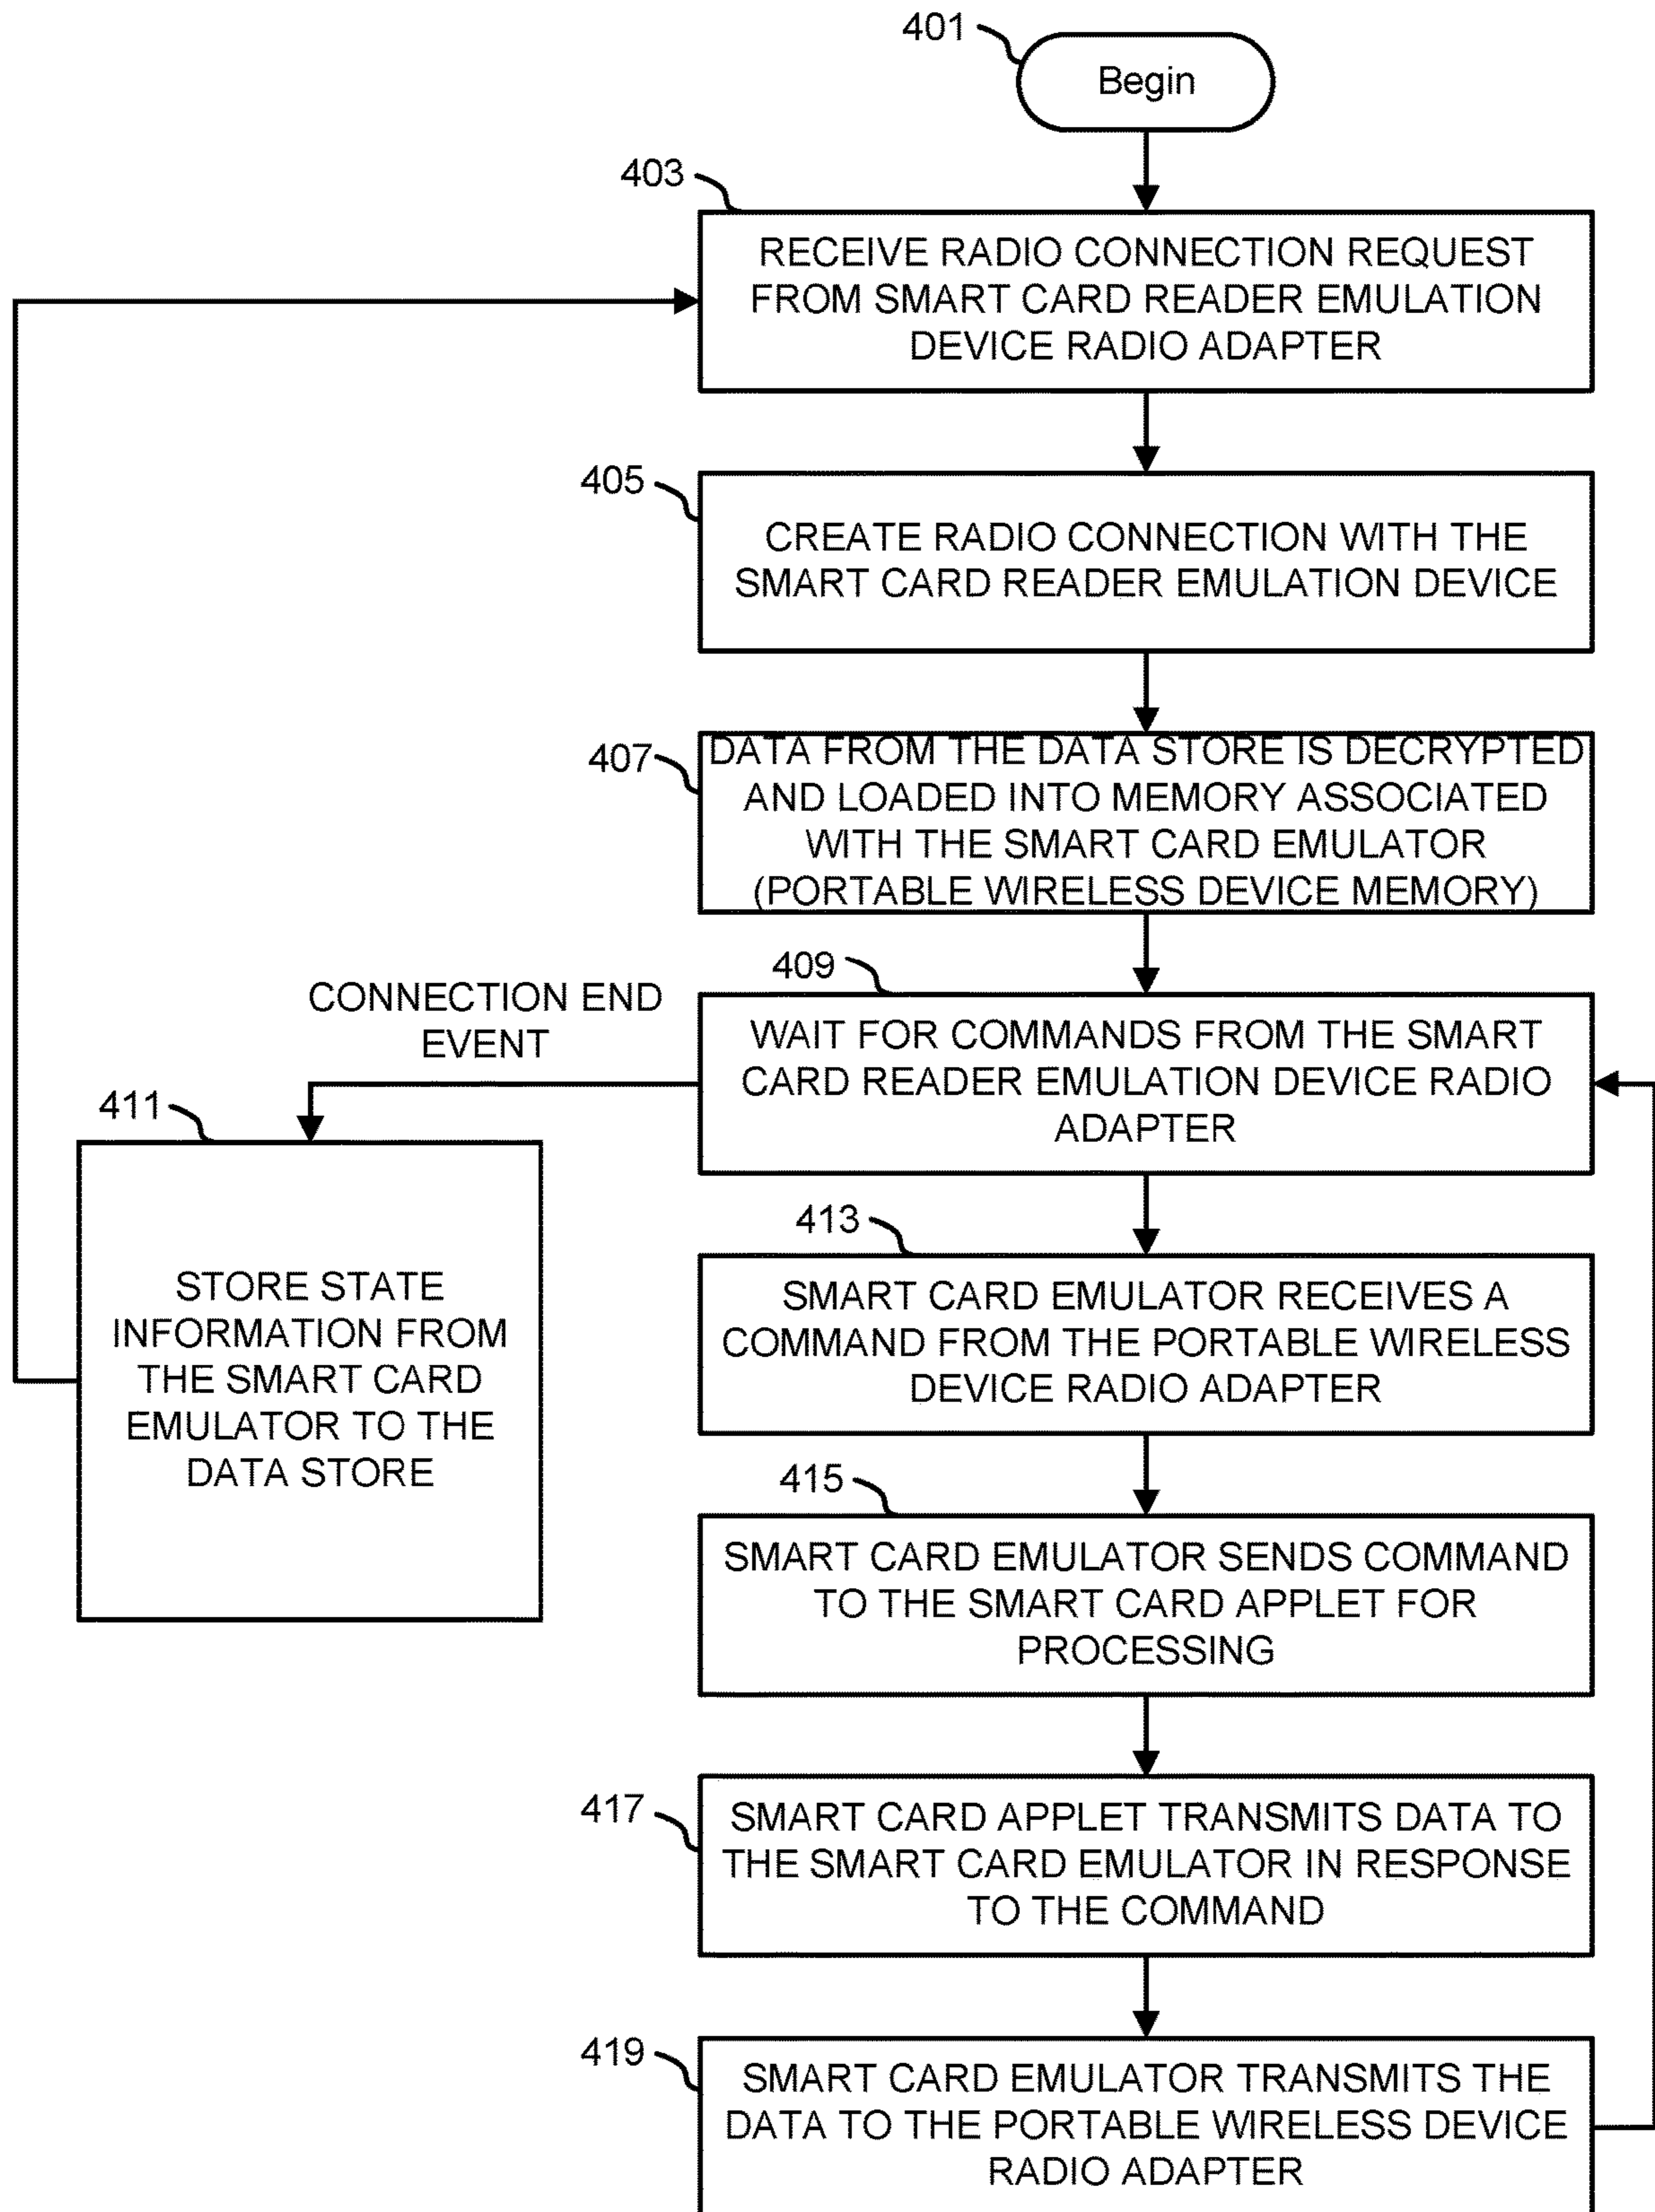 401
Begin
403
RECEIVE RADIO CONNECTION REQUEST
FROM SMART CARD READER EMULATION
DEVICE RADIO ADAPTER
405
CREATE RADIO CONNECTION WITH THE
SMART CARD READER EMULATION DEVICE
407
DATA FROM THE DATA STORE IS DECRYPTED
AND LOADED INTO MEMORY ASSOCIATED
WITH THE SMART CARD EMULATOR
(PORTABLE WIRELESS DEVICE MEMORY)
409
WAIT FOR COMMANDS FROM THE SMART
CARD READER EMULATION DEVICE RADIO
ADAPTER
CONNECTION END
EVENT
411
STORE STATE
INFORMATION FROM
THE SMART CARD
EMULATOR TO THE
DATA STORE
413
SMART CARD EMULATOR RECEIVES A
COMMAND FROM THE PORTABLE WIRELESS
DEVICE RADIO ADAPTER
415
SMART CARD EMULATOR SENDS COMMAND
TO THE SMART CARD APPLET FOR
PROCESSING
417
SMART CARD APPLET TRANSMITS DATA TO
THE SMART CARD EMULATOR IN RESPONSE
TO THE COMMAND
419
SMART CARD EMULATOR TRANSMITS THE
DATA TO THE PORTABLE WIRELESS DEVICE
RADIO ADAPTER